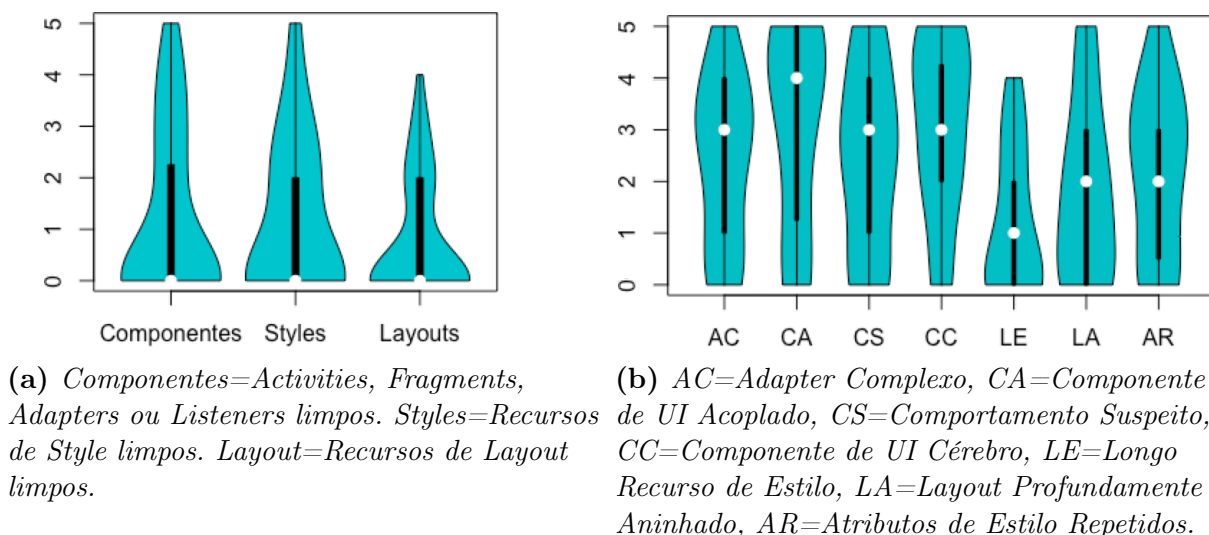 5
4
3
2
1
0
Componentes Styles Layouts
(a) Componentes=Activities, Fragments,
Adapters ou Listeners limpos. Styles=Recursos
de Style limpos. Layout=Recursos de Layout
limpos.
5
4
3
2
1
0
AC CA CS CC LE LA AR
(b) AC=Adapter Complexo, CA=Componente
de UI Acoplado, CS=Comportamento Suspeito,
CC=Componente de UI Cérebro, LE=Longo
Recurso de Estilo, LA=Layout Profundamente
Aninhado, AR=Atributos de Estilo Repetidos.